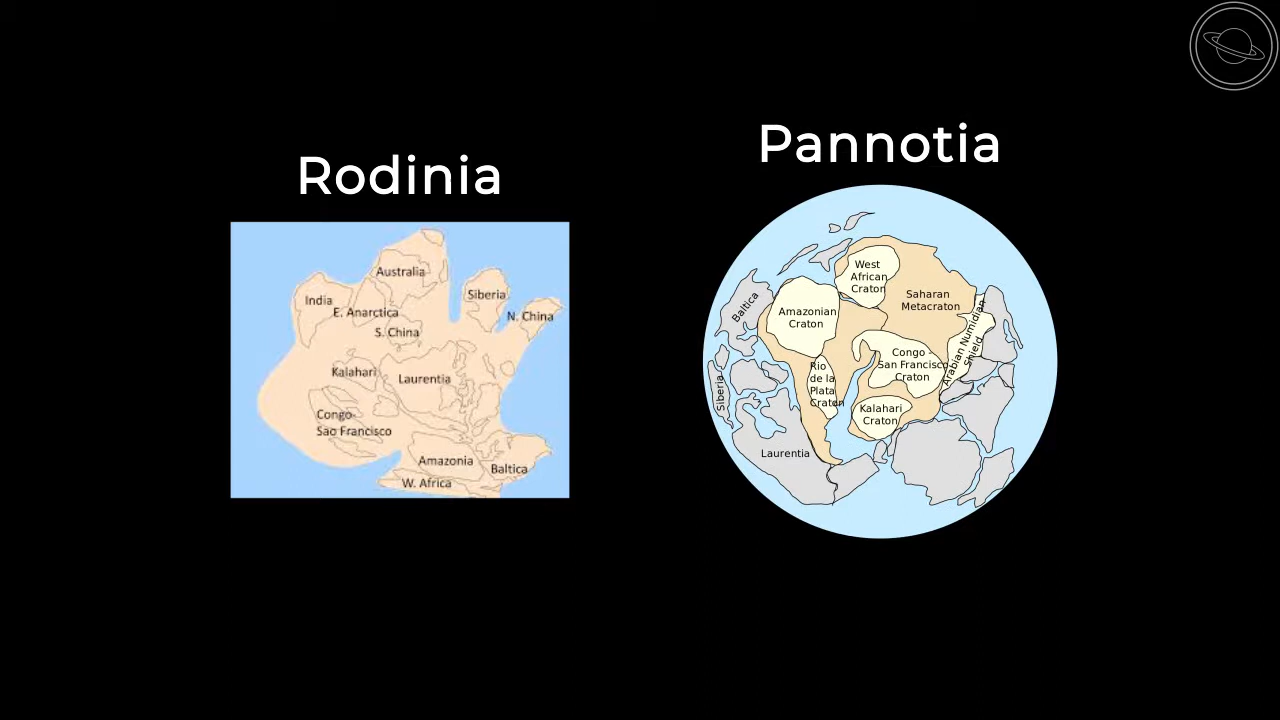 Rodinia
Australia
India
E. Anarctica
Siberia
N. China
S. China
Kalahari
Laurentia
Congo-
Sao Francisco
Amazonia
Baltica
W. Africa
Pannotia
West
African
Craton
Saharan
Metacraton
Baltica
Amazonian
Craton
Arabian Numidian
Shield
Congo -
San Francisco
Craton
Rio
de la
Plata
Craton
Siberia
Kalahari
Craton
Laurentia